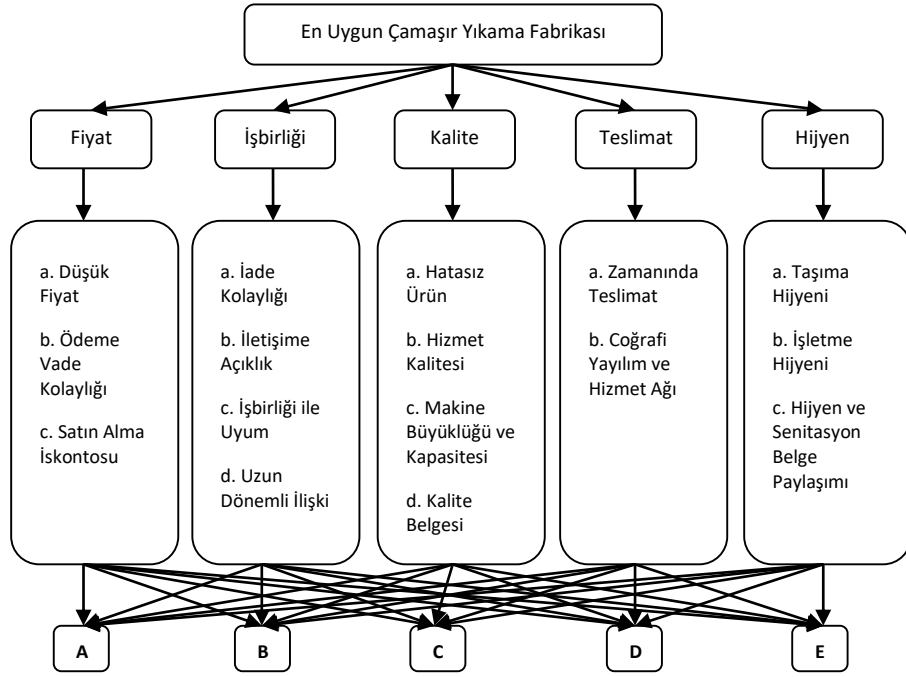 En Uygun Çamaşır Yıkama Fabrikası
Fiyat
İşbirliği
Kalite
Teslimat
Hijyen
a. Düşük
Fiyat
b. Ödeme
Vade
Kolaylığı
c. Satın Alma
İskontosu
a. İade
Kolaylığı
b. İletişime
Açıklık
c. İşbirliği ile
Uyum
d. Uzun
Dönemli İlişki
a. Hatasız
Ürün
b. Hizmet
Kalitesi
c. Makine
Büyüklüğü ve
Kapasitesi
d. Kalite
Belgesi
a. Zamanında
Teslimat
b. Coğrafi
Yayılım ve
Hizmet Ağı
a. Taşıma
Hijyeni
b. İşletme
Hijyeni
c. Hijyen ve
Senitasyon
Belge
Paylaşımı
A
B
C
D
E